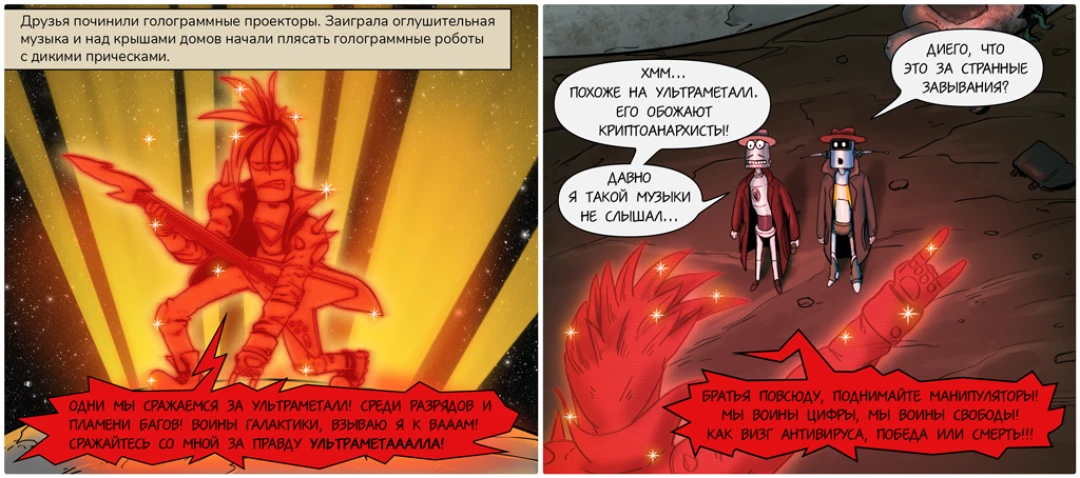 Друзья починили голограммные проекторы. Заиграла оглушительная
музыка и над крышами домов начали плясать голограммные роботы
с дикими прическами.
ОДНИ МЫ СРАЖАЕМСЯ ЗА УЛЬТРАМЕТАЛЛ! СРЕДИ РАЗРЯДОВ И
ПЛАМЕНИ БАГОВ! ВОИНЫ ГАЛАКТИКИ, ВЗЫВАЮ Я К ВАААМ!
СРАЖАЙТЕСЬ СО МНОЙ ЗА ПРАВДУ УЛЬТРАМЕТАААЛЛА!
ДИЕГО, ЧТО
ЭТО ЗА СТРАННЫЕ
ЗАВЫВАНИЯ?
ХММ...
ПОХОЖЕ НА УЛЬТРАМЕТАЛЛ.
ЕГО ОБОЖАЮТ
КРИПТОАНАРХИСТЫ!
ДАВНО
Я ТАКОЙ МУЗЫКИ
НЕ СЛЫШАЛ...
БРАТЬЯ ПОВСЮДУ, ПОДНИМАЙТЕ МАНИПУЛЯТОРЫ!
МЫ ВОИНЫ ЦИФРЫ, МЫ ВОИНЫ СВОБОДЫ!
КАК ВИЗГ АНТИВИРУСА, ПОБЕДА ИЛИ СМЕРТЬ!!!